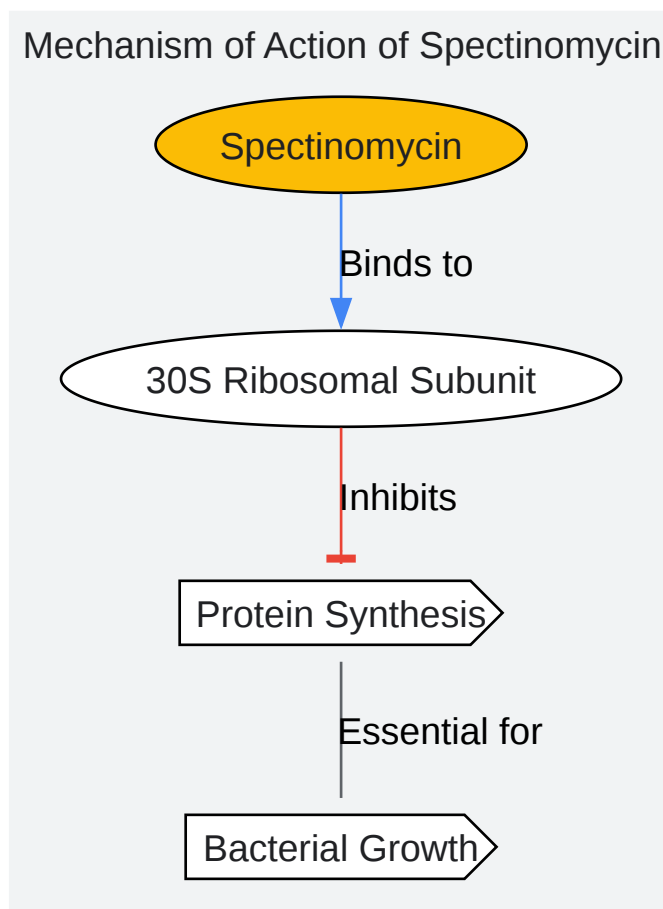 Mechanism of Action of Spectinomycin
Spectinomycin
Binds to
30S Ribosomal Subunit
Inhibits
Protein Synthesis
Essential for
Bacterial Growth